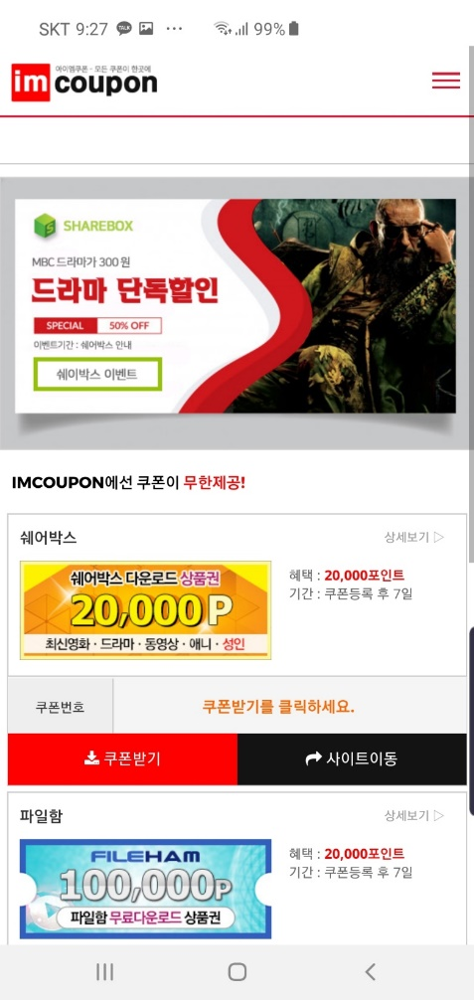 SKT 9:27 TALK ··· 99%
아이엠쿠폰 - 모든 쿠폰이 한곳에
im coupon
SHAREBOX
MBC드라마가 300원
드라마 단독할인
SPECIAL 50% OFF
이벤트기간 : 쉐어박스 안내
쉐이박스 이벤트
IMCOUPON에선 쿠폰이 무한제공!
쉐어박스 상세보기 ▷
쉐어박스 다운로드 상품권
20,000P
최신영화 · 드라마 · 동영상 · 애니 · 성인
혜택 : 20,000포인트
기간 : 쿠폰등록 후 7일
쿠폰번호 쿠폰받기를 클릭하세요.
쿠폰받기 사이트이동
파일함 상세보기 ▷
FILEHAM
100,000P
파일함 무료다운로드 상품권
혜택 : 20,000포인트
기간 : 쿠폰등록 후 7일